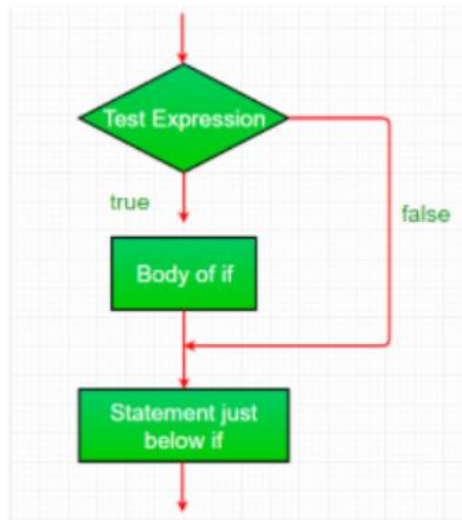 Test Expression
true
false
Body of if
Statement just
below if